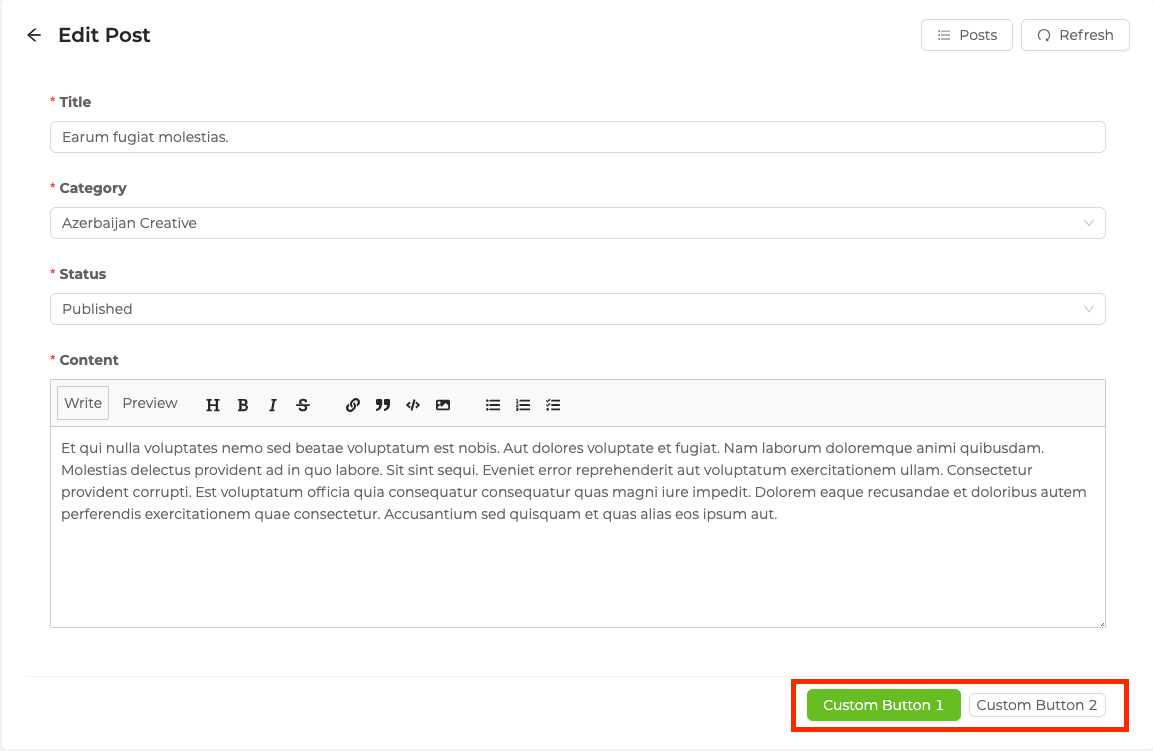 Edit Post
Posts
Refresh
* Title
Earum fugiat molestias.
* Category
Azerbaijan Creative
* Status
Published
* Content
Write Preview H B I S
Et qui nulla voluptates nemo sed beatae voluptatum est nobis. Aut dolores voluptate et fugiat. Nam laborum doloremque animi quibusdam.
Molestias delectus provident ad in quo labore. Sit sint sequi. Eveniet error reprehenderit aut voluptatum exercitationem ullam. Consectetur
provident corrupti. Est voluptatum officia quia consequatur consequatur quas magni iure impedit. Dolorem eaque recusandae et doloribus autem
perferendis exercitationem quae consectetur. Accusantium sed quisquam et quas alias eos ipsum aut.
Custom Button 1
Custom Button 2